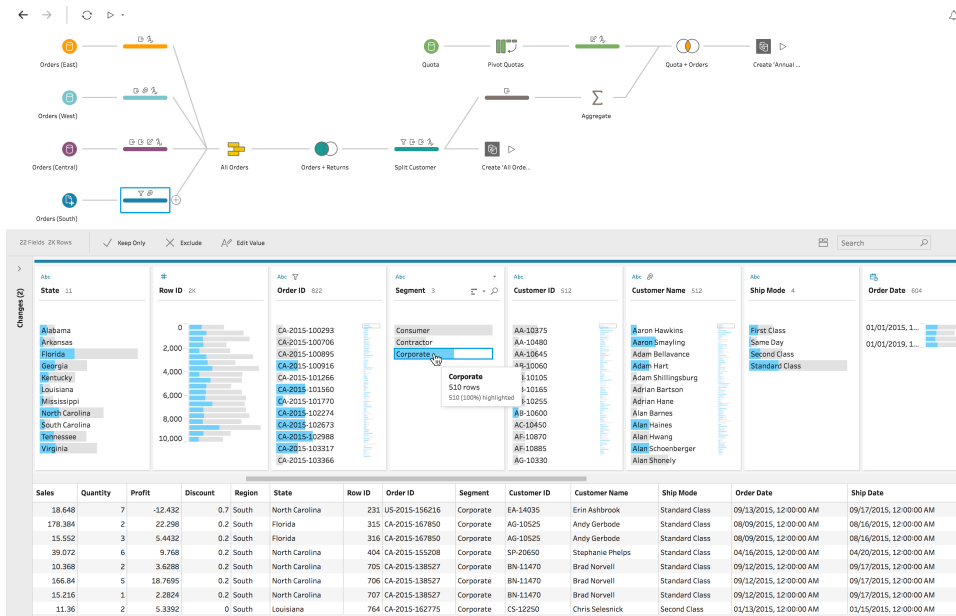 Orders (East)
Quota
Pivot Quotas
Quota + Orders
Create 'Annual ...
Orders (West)
Aggregate
Orders (Central)
All Orders
Orders + Returns
Split Customer
Create 'All Orde...
Orders (South)
22 Fields 2K Rows
Keep Only
Exclude
Edit Value
Search
Changes (2)
Abc
State 11
Alabama
Arkansas
Florida
Georgia
Kentucky
Louisiana
Mississippi
North Carolina
South Carolina
Tennessee
Virginia
#
Row ID 2K
0
2,000
4,000
6,000
8,000
10,000
Abc
Order ID 822
CA-2015-100293
CA-2015-100706
CA-2015-100895
CA-2015-100916
CA-2015-101266
CA-2015-101560
CA-2015-101770
CA-2015-102274
CA-2015-102673
CA-2015-102988
CA-2015-103317
CA-2015-103366
Abc
Segment 3
Consumer
Contractor
Corporate
Corporate
510 rows
510 (100%) highlighted
Abc
Customer ID 512
AA-10375
AA-10480
AA-10645
AB-10060
B-10105
B-10165
B-10255
AB-10600
AC-10450
AF-10870
AF-10885
AG-10330
Abc
Customer Name 512
Aaron Hawkins
Aaron Smayling
Adam Bellavance
Adam Hart
Adam Shillingsburg
Adrian Bartson
Adrian Hane
Alan Barnes
Alan Haines
Alan Hwang
Alan Schoenberger
Alan Shonely
Abc
Ship Mode 4
First Class
Same Day
Second Class
Standard Class
Order Date 604
01/01/2015, 1...
01/01/2019, 1...
Sales Quantity Profit Discount Region State Row ID Order ID Segment Customer ID Customer Name Ship Mode Order Date Ship Date
18.648 7 -12.432 0.7 South North Carolina 231 US-2015-156216 Corporate EA-14035 Erin Ashbrook Standard Class 09/13/2015, 12:00:00 AM 09/17/2015, 12:00:00 AM
178.384 2 22.298 0.2 South Florida 315 CA-2015-167850 Corporate AG-10525 Andy Gerbode Standard Class 08/09/2015, 12:00:00 AM 08/16/2015, 12:00:00 AM
15.552 3 5.4432 0.2 South Florida 316 CA-2015-167850 Corporate AG-10525 Andy Gerbode Standard Class 08/09/2015, 12:00:00 AM 08/16/2015, 12:00:00 AM
39.072 6 9.768 0.2 South North Carolina 404 CA-2015-155208 Corporate SP-20650 Stephanie Phelps Standard Class 04/16/2015, 12:00:00 AM 04/20/2015, 12:00:00 AM
10.368 2 3.6288 0.2 South North Carolina 705 CA-2015-138527 Corporate BN-11470 Brad Norvell Standard Class 09/12/2015, 12:00:00 AM 09/17/2015, 12:00:00 AM
166.84 5 18.7695 0.2 South North Carolina 706 CA-2015-138527 Corporate BN-11470 Brad Norvell Standard Class 09/12/2015, 12:00:00 AM 09/17/2015, 12:00:00 AM
15.216 1 2.2824 0.2 South North Carolina 707 CA-2015-138527 Corporate BN-11470 Brad Norvell Standard Class 09/12/2015, 12:00:00 AM 09/17/2015, 12:00:00 AM
11.36 2 5.3392 0 South Louisiana 764 CA-2015-162775 Corporate CS-12250 Chris Selesnick Second Class 01/13/2015, 12:00:00 AM 01/15/2015, 12:00:00 AM